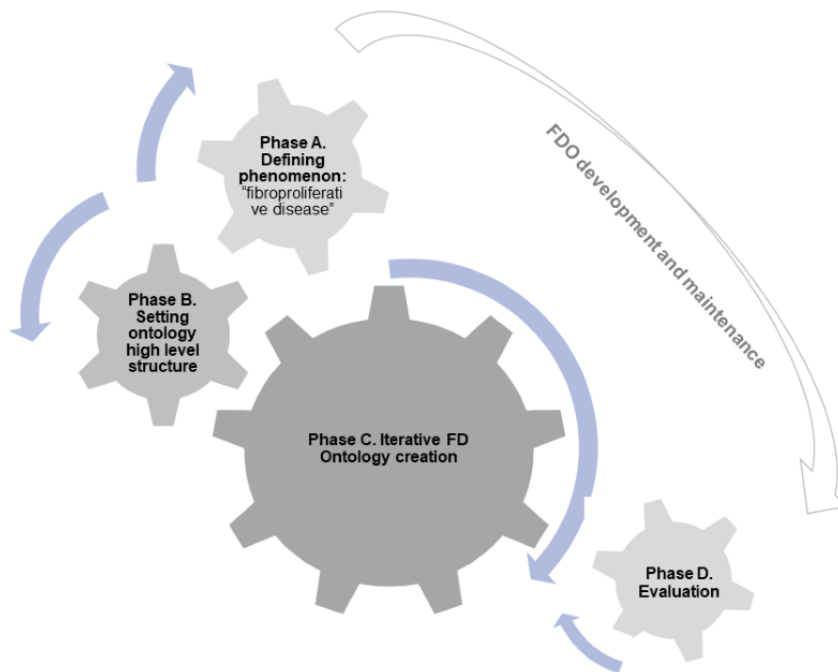 Phase A.
Defining
phenomenon:
"fibroproliferati
ve disease"
FDO development and maintenance
Phase B.
Setting
ontology
high level
structure
Phase C. Iterative FD
Ontology creation
Phase D.
Evaluation